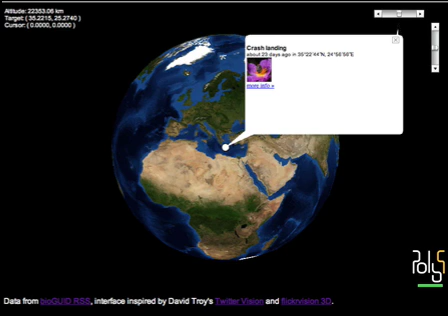 Altitude: 22353.06 km
Target: ( 35.2215, 25.2740 )
Cursor: ( 0.0000, 0.0000 )
Crash landing
about 23 days ago in 35°22'44"N, 24°58'58"E
more info »
Poly9
Data from bioGUID RSS, interface inspired by David Troy's Twitter Vision and flickrvision 3D.